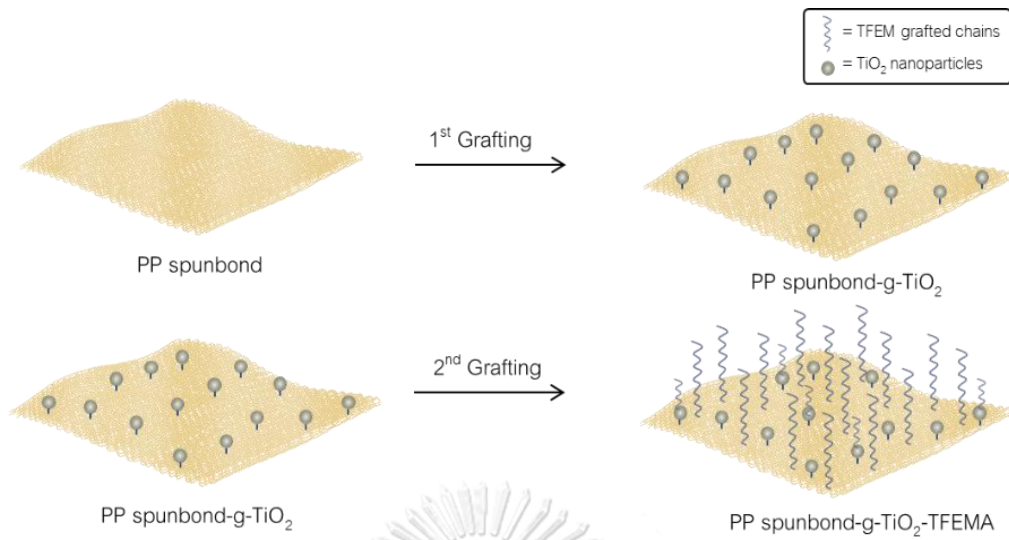 = TFEM grafted chains
= TiO₂ nanoparticles
1st Grafting
PP spunbond
PP spunbond-g-TiO₂
2nd Grafting
PP spunbond-g-TiO₂
PP spunbond-g-TiO₂-TFEMA